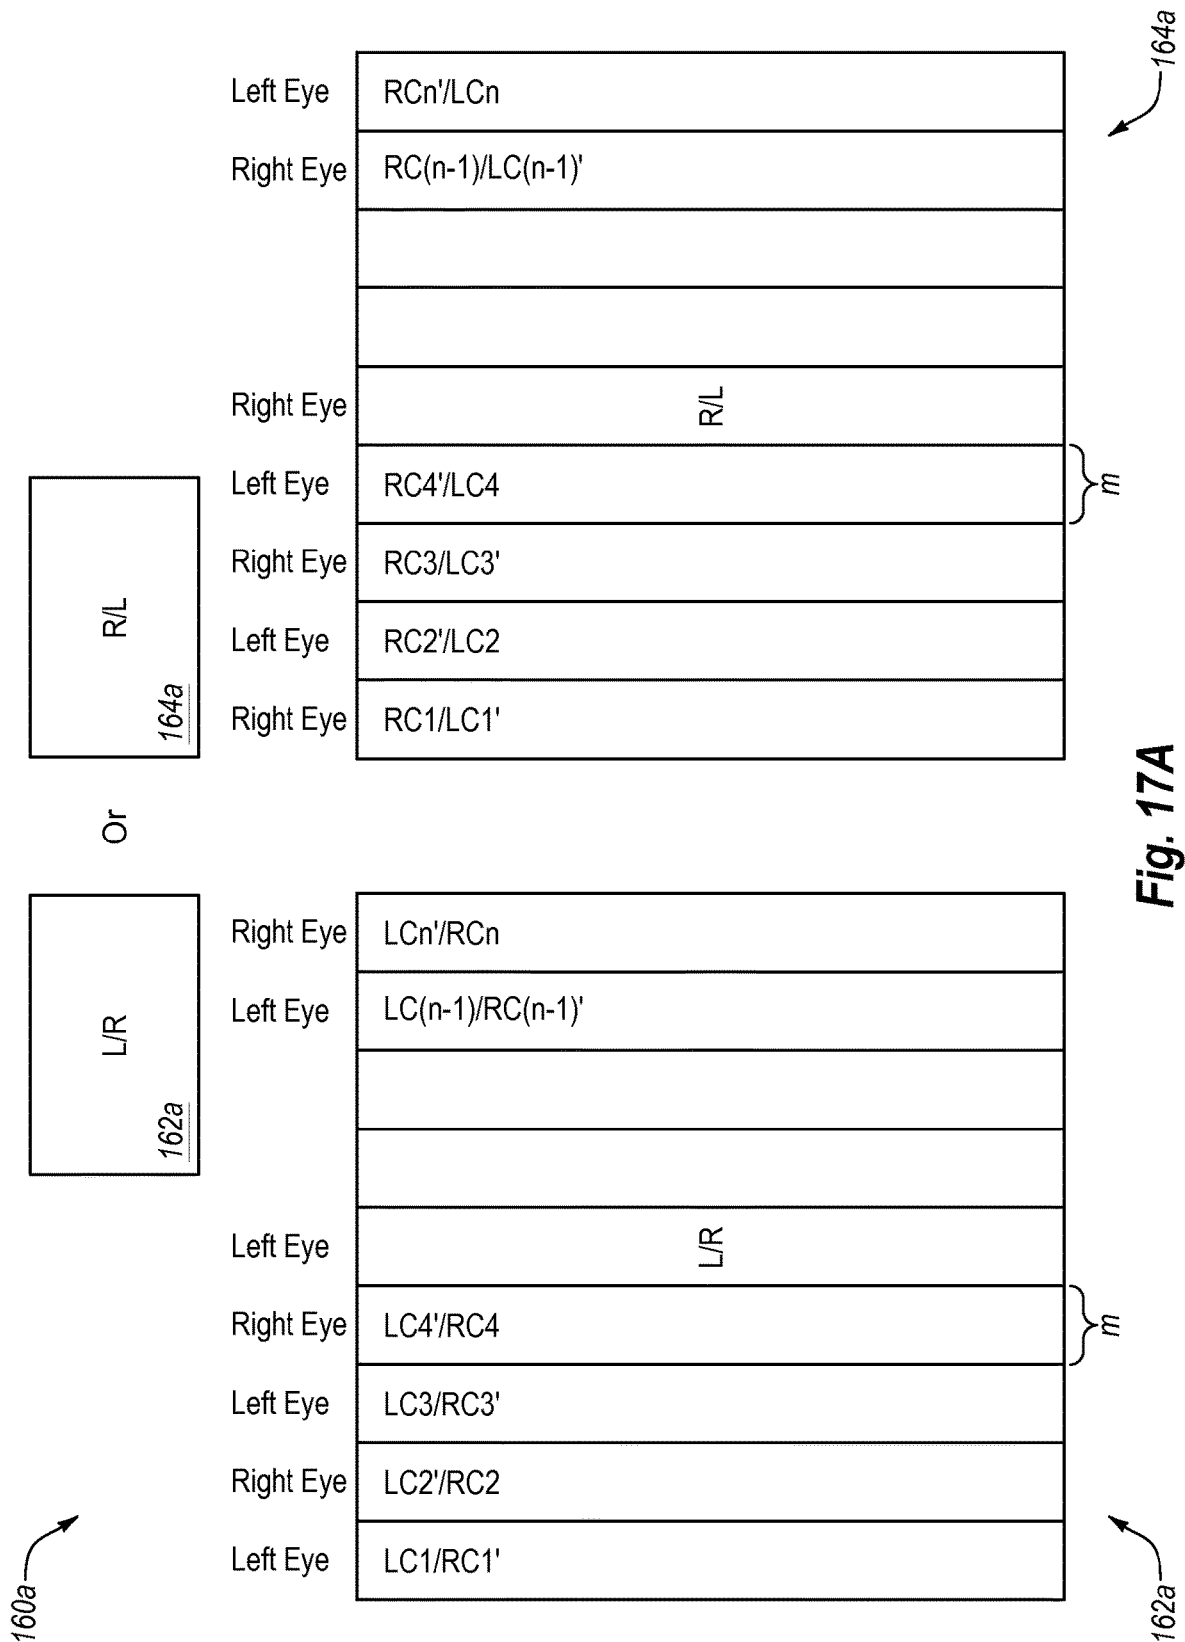 160a
L/R
162a
Or
R/L
164a
Left Eye RCn'/LCn
Right Eye RC(n-1)/LC(n-1)'
Right Eye R/L
Left Eye RC4'/LC4
m
Right Eye RC3/LC3'
Left Eye RC2'/LC2
Right Eye RC1/LC1'
164a
Right Eye LCn'/RCn
Left Eye LC(n-1)/RC(n-1)'
Left Eye L/R
Right Eye LC4'/RC4
m
Left Eye LC3/RC3'
Right Eye LC2'/RC2
Left Eye LC1/RC1'
162a
Fig. 17A